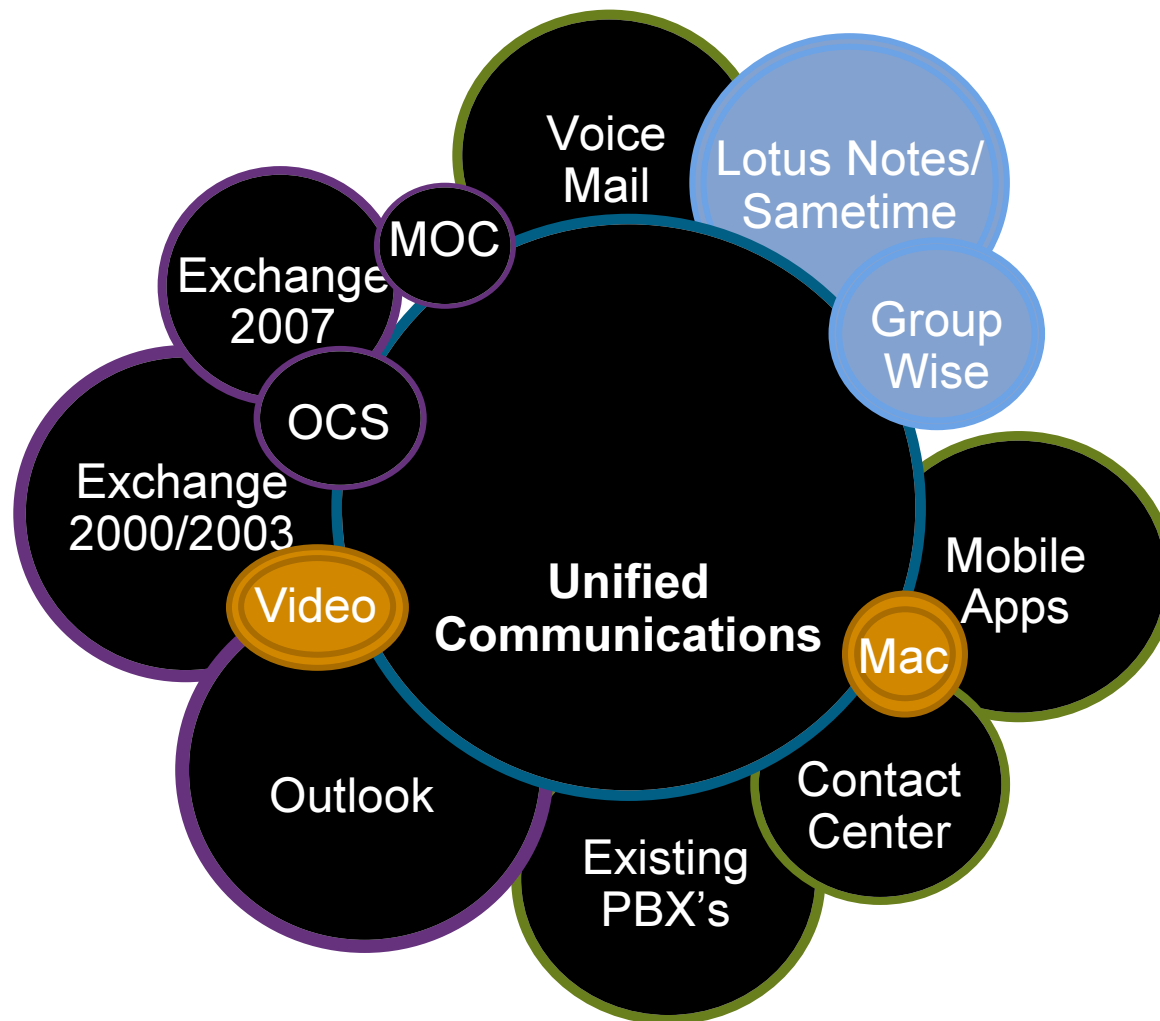 Voice
Mail
Lotus Notes/
Sametime
MOC
Exchange
2007
Group
Wise
OCS
Exchange
2000/2003
Mobile
Apps
Unified
Communications
Video
Mac
Outlook
Contact
Center
Existing
PBX’s